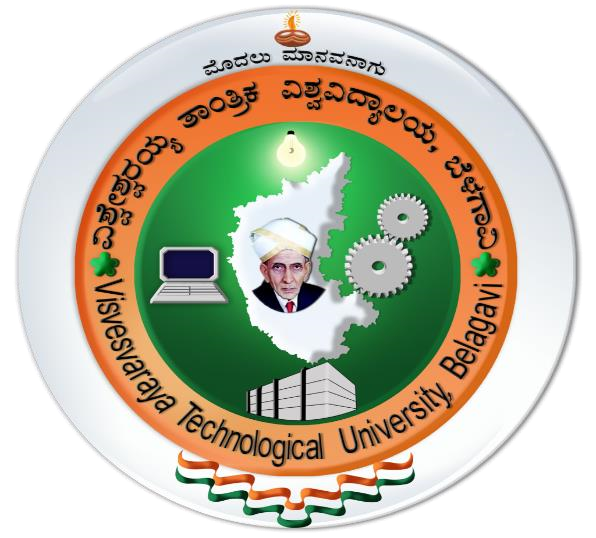 ಮೊದಲು ಮಾನವನಾಗು
ವಿಶ್ವೇಶ್ವರಯ್ಯ ತಾಂತ್ರಿಕ ವಿಶ್ವವಿದ್ಯಾಲಯ, ಬೆಳಗಾವಿ
Visvesvaraya Technological University, Belagavi